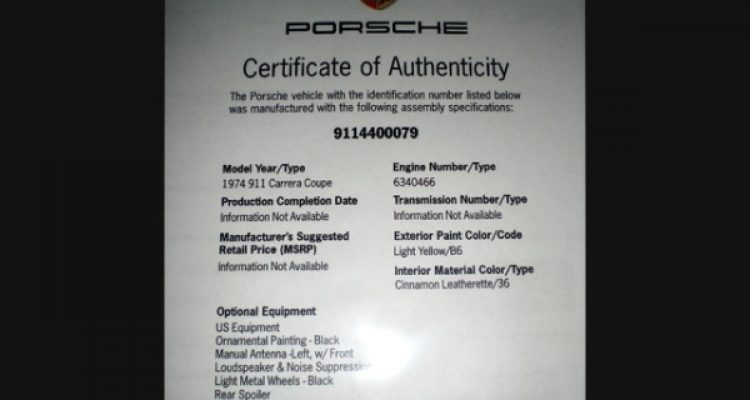 PORSCHE
Certificate of Authenticity
The Porsche vehicle with the identification number listed below
was manufactured with the following assembly specifications:
9114400079
Model Year/Type
1974 911 Carrera Coupe
Production Completion Date
Information Not Available
Manufacturer's Suggested
Retail Price (MSRP)
Information Not Available
Engine Number/Type
6340466
Transmission Number/Type
Information Not Available
Exterior Paint Color/Code
Light Yellow/B6
Interior Material Color/Type
Cinnamon Leatherette/36
Optional Equipment
US Equipment
Ornamental Painting - Black
Manual Antenna -Left, w/ Front
Loudspeaker & Noise Suppression
Light Metal Wheels - Black
Rear Spoiler